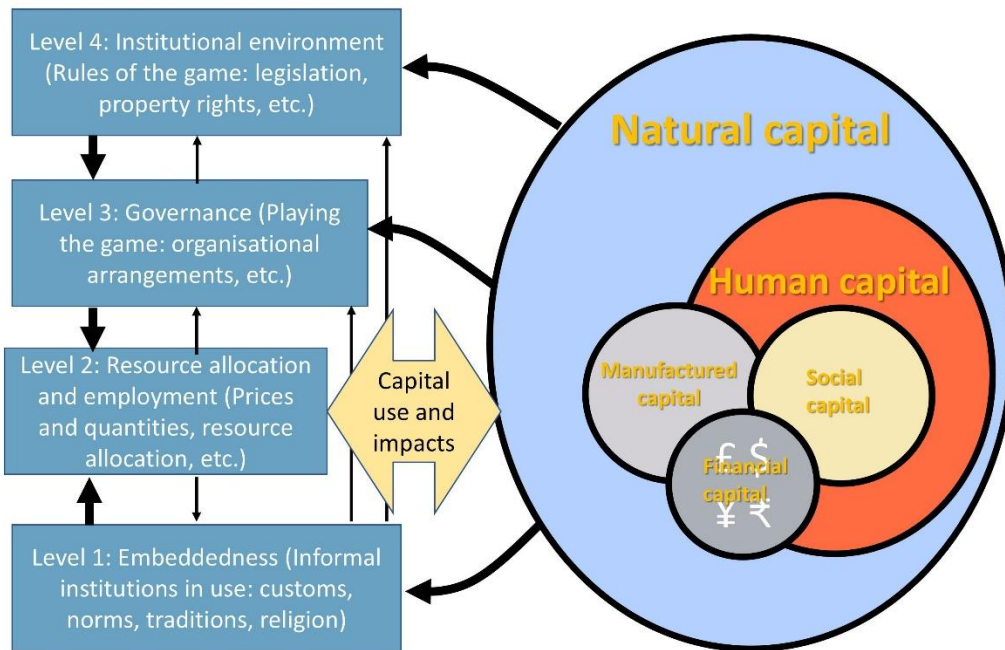 Level 4: Institutional environment
(Rules of the game: legislation,
property rights, etc.)
Level 3: Governance (Playing
the game: organisational
arrangements, etc.)
Level 2: Resource allocation
and employment (Prices
and quantities, resource
allocation, etc.)
Level 1: Embeddedness (Informal
institutions in use: customs,
norms, traditions, religion)
Capital
use and
impacts
Natural capital
Human capital
Manufactured
capital
Social
capital
£ $
Financial
capital
¥ ₹